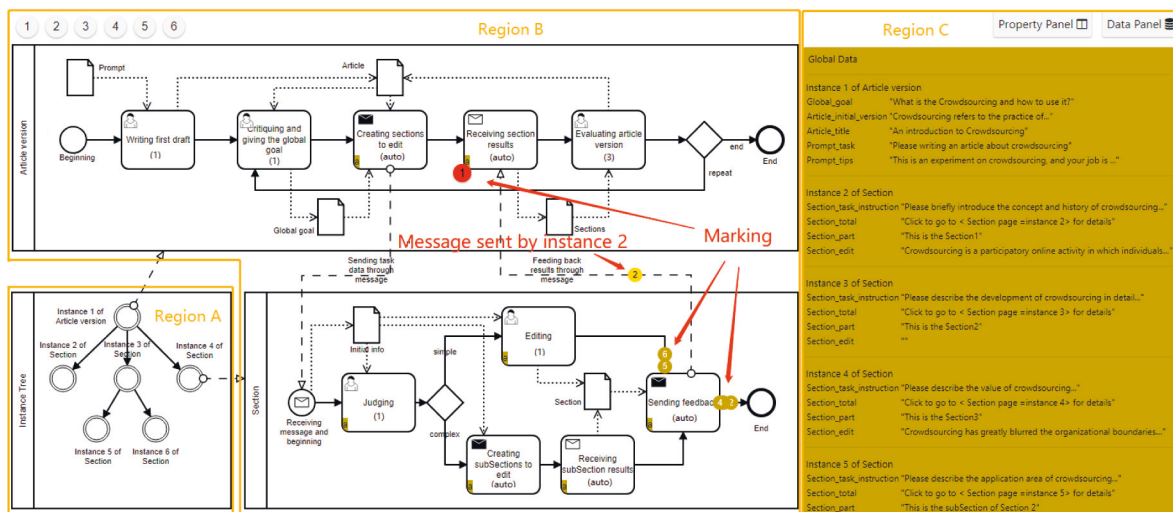 1 2 3 4 5 6
Region B
Article version
Prompt
Article
Beginning
Writing first draft
(1)
Critiquing and
giving the global
goal
(1)
Creating sections
to edit
(auto)
Receiving section
results
(auto)
Evaluating article
version
(3)
end
End
repeat
1
Global goal
Sections
Message sent by instance 2
Marking
Sending task
data through
message
Feeding back
results through
message
2
Region A
Instance Tree
Instance 1 of
Article version
Instance 2 of
Section
Instance 3 of
Section
Instance 4 of
Section
Instance 5 of
Section
Instance 6 of
Section
Section
Initial info
Receiving
message and
beginning
Judging
(1)
simple
complex
Editing
(1)
Creating
subSections to
edit
(auto)
Receiving
subSection results
(auto)
Section
6
5
Sending feedback
(auto)
4
End
Region C
Property Panel
Data Panel
Global Data
Instance 1 of Article version
Global_goal "What is the Crowdsourcing and how to use it?"
Article_initial_version "Crowdsourcing refers to the practice of..."
Article_title "An introduction to Crowdsourcing"
Prompt_task "Please writing an article about crowdsourcing"
Prompt_tips "This is an experiment on crowdsourcing, and your job is ..."
Instance 2 of Section
Section_task_instruction "Please briefly introduce the concept and history of crowdsourcing..."
Section_total "Click to go to < Section page =instance 2> for details"
Section_part "This is the Section1"
Section_edit "Crowdsourcing is a participatory online activity in which individuals..."
Instance 3 of Section
Section_task_instruction "Please describe the development of crowdsourcing in detail..."
Section_total "Click to go to < Section page =instance 3> for details"
Section_part "This is the Section2"
Section_edit ""
Instance 4 of Section
Section_task_instruction "Please describe the value of crowdsourcing..."
Section_total "Click to go to < Section page =instance 4> for details"
Section_part "This is the Section3"
Section_edit "Crowdsourcing has greatly blurred the organizational boundaries..."
Instance 5 of Section
Section_task_instruction "Please describe the application area of crowdsourcing..."
Section_total "Click to go to < Section page =instance 5> for details"
Section_part "This is the subSection of Section 2"